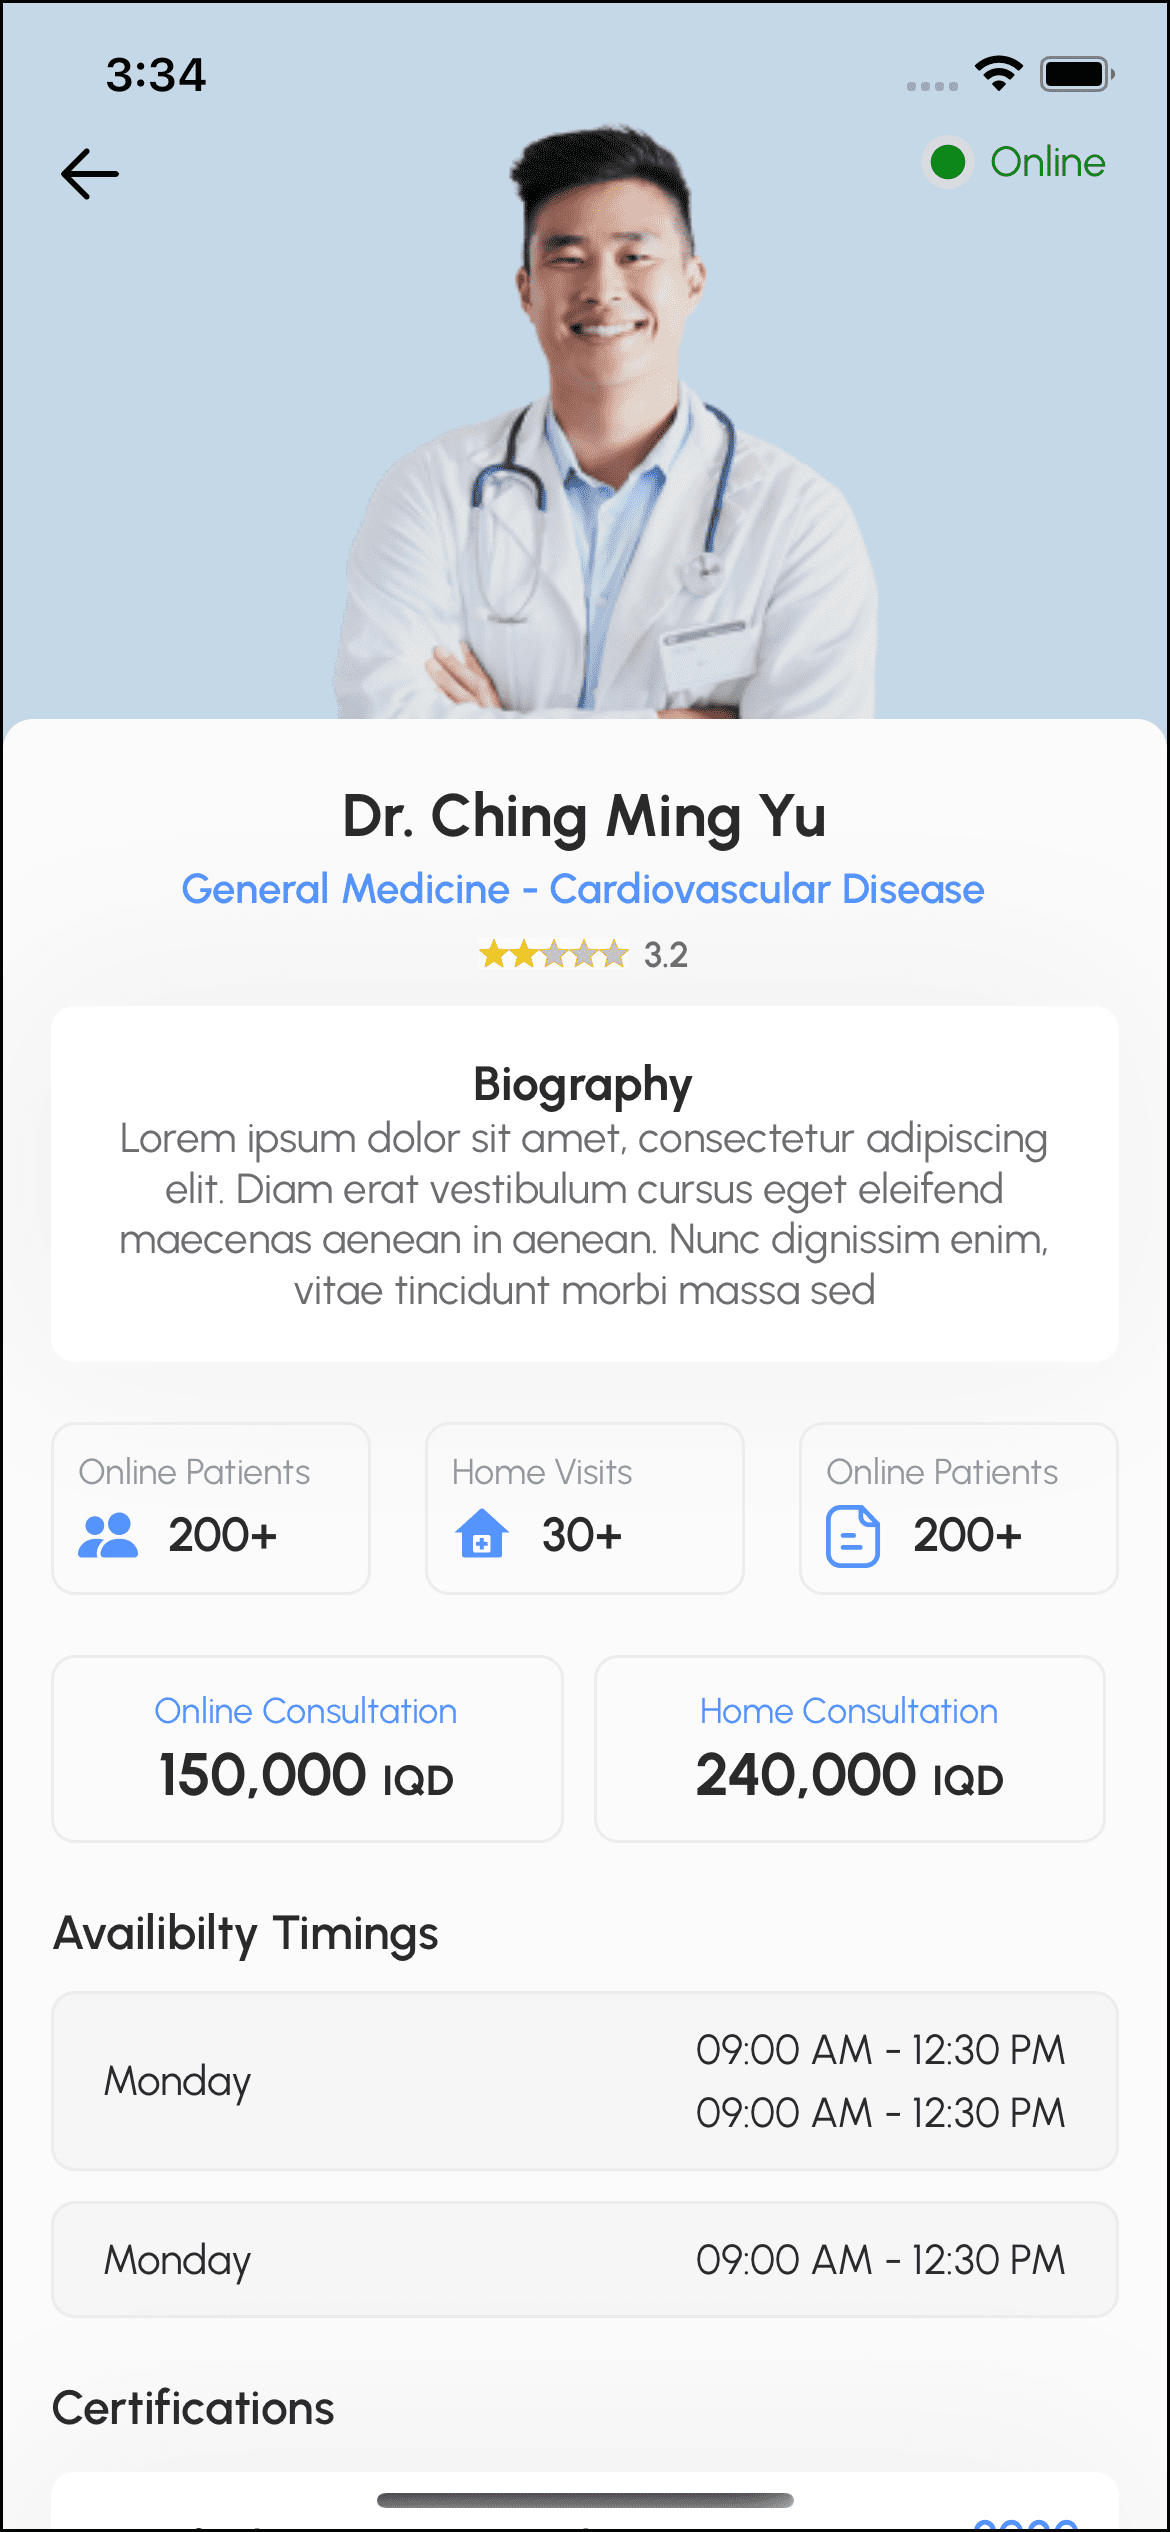 3:34
Online
Dr. Ching Ming Yu
General Medicine - Cardiovascular Disease
3.2
Biography
Lorem ipsum dolor sit amet, consectetur adipiscing
elit. Diam erat vestibulum cursus eget eleifend
maecenas aenean in aenean. Nunc dignissim enim,
vitae tincidunt morbi massa sed
Online Patients
200+
Home Visits
30+
Online Patients
200+
Online Consultation
150,000 IQD
Home Consultation
240,000 IQD
Availibilty Timings
Monday
09:00 AM - 12:30 PM
09:00 AM - 12:30 PM
Monday
09:00 AM - 12:30 PM
Certifications